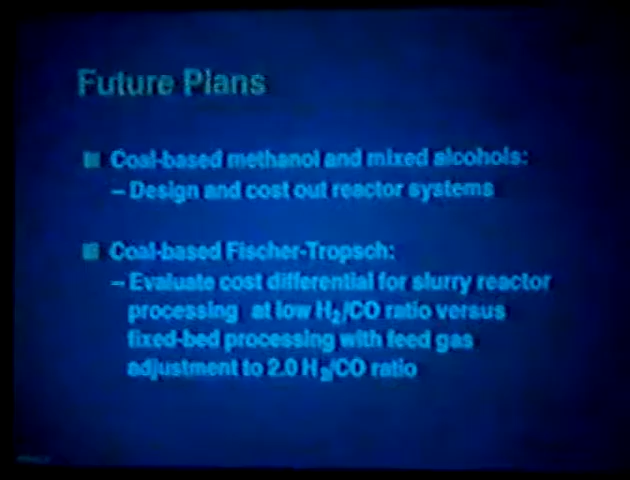 Future Plans
Coal-based methanol and mixed alcohols:
– Design and cost out reactor systems
Coal-based Fischer-Tropsch:
– Evaluate cost differential for slurry reactor
processing at low H₂/CO ratio versus
fixed-bed processing with feed gas
adjustment to 2.0 H₂/CO ratio